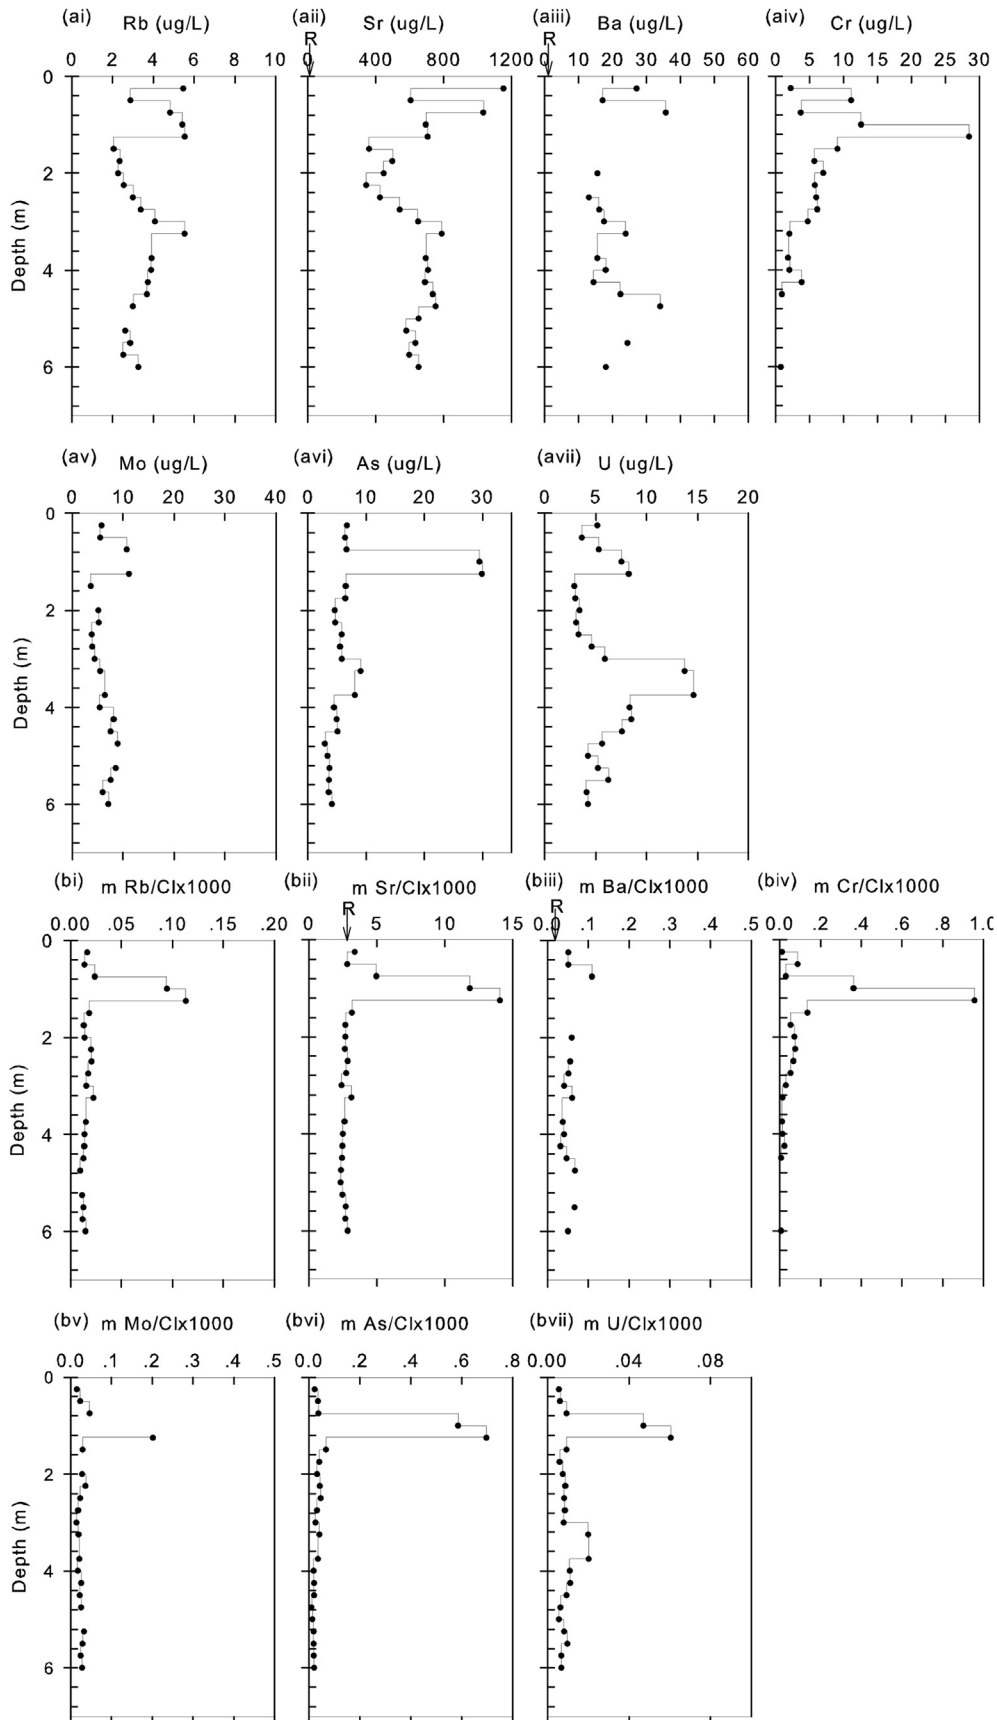 (ai) Rb (ug/L) (aii) Sr (ug/L) (aiii) Ba (ug/L) (aiv) Cr (ug/L)
R R
0 2 4 6 8 10 0 400 800 1200 0 10 20 30 40 50 60 0 5 10 15 20 25 30
0
2
Depth (m)
4
6
(av) Mo (ug/L) (avi) As (ug/L) (avii) U (ug/L)
0 10 20 30 40 0 10 20 30 0 5 10 15 20
0
2
Depth (m)
4
6
(bi) m Rb/Clx1000 (bii) m Sr/Clx1000 (biii) m Ba/Clx1000 (biv) m Cr/Clx1000
R R
0.00 .05 .10 .15 .20 0 5 10 15 0.0 .1 .2 .3 .4 .5 0.0 .2 .4 .6 .8 1.0
0
2
Depth (m)
4
6
(bv) m Mo/Clx1000 (bvi) m As/Clx1000 (bvii) m U/Clx1000
0.0 .1 .2 .3 .4 .5 0.0 .2 .4 .6 .8 0.00 .04 .08
0
2
Depth (m)
4
6